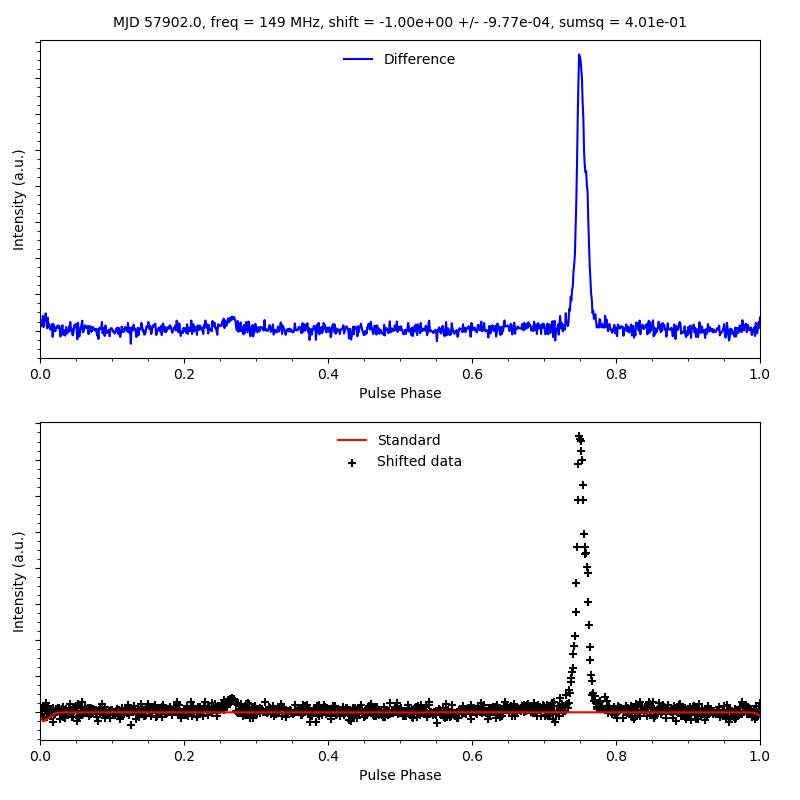 MJD 57902.0, freq = 149 MHz, shift = -1.00e+00 +/- -9.77e-04, sumsq = 4.01e-01
Difference
Intensity (a.u.)
0.0 0.2 0.4 0.6 0.8 1.0
Pulse Phase
Standard
Shifted data
Intensity (a.u.)
0.0 0.2 0.4 0.6 0.8 1.0
Pulse Phase